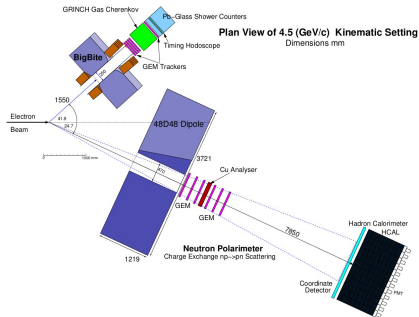 GRINCH Gas Cherenkov
Pb-Glass Shower Counters
Plan View of 4.5 (GeV/c) Kinematic Setting
Dimensions mm
Timing Hodoscope
BigBite
GEM Trackers
1550
Electron
Beam
41.9
24.7
48D48 Dipole
3721
Cu Analyser
470
GEM
GEM
1219
Neutron Polarimeter
Charge Exchange np-->pn Scattering
7850
Hadron Calorimeter
HCAL
Coordinate
Detector
PMT